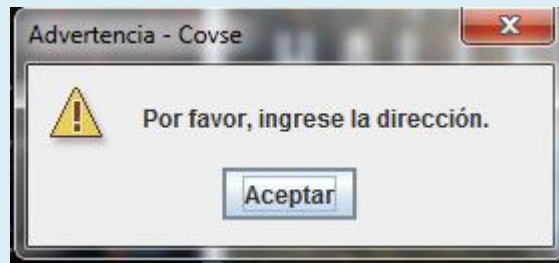 Advertencia - Covse
Por favor, ingrese la dirección.
Aceptar